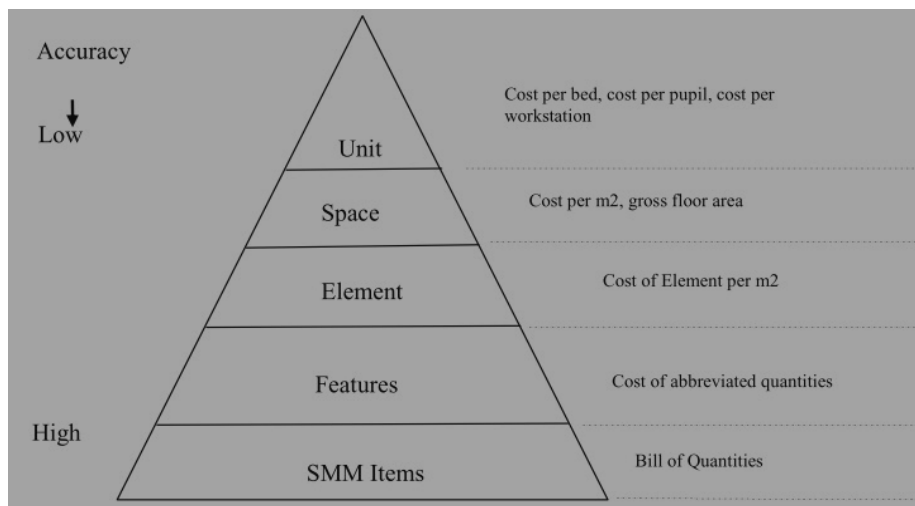 Accuracy
Low
Cost per bed, cost per pupil, cost per
workstation
Unit
Space
Cost per m2, gross floor area
Element
Cost of Element per m2
Features
Cost of abbreviated quantities
High
SMM Items
Bill of Quantities